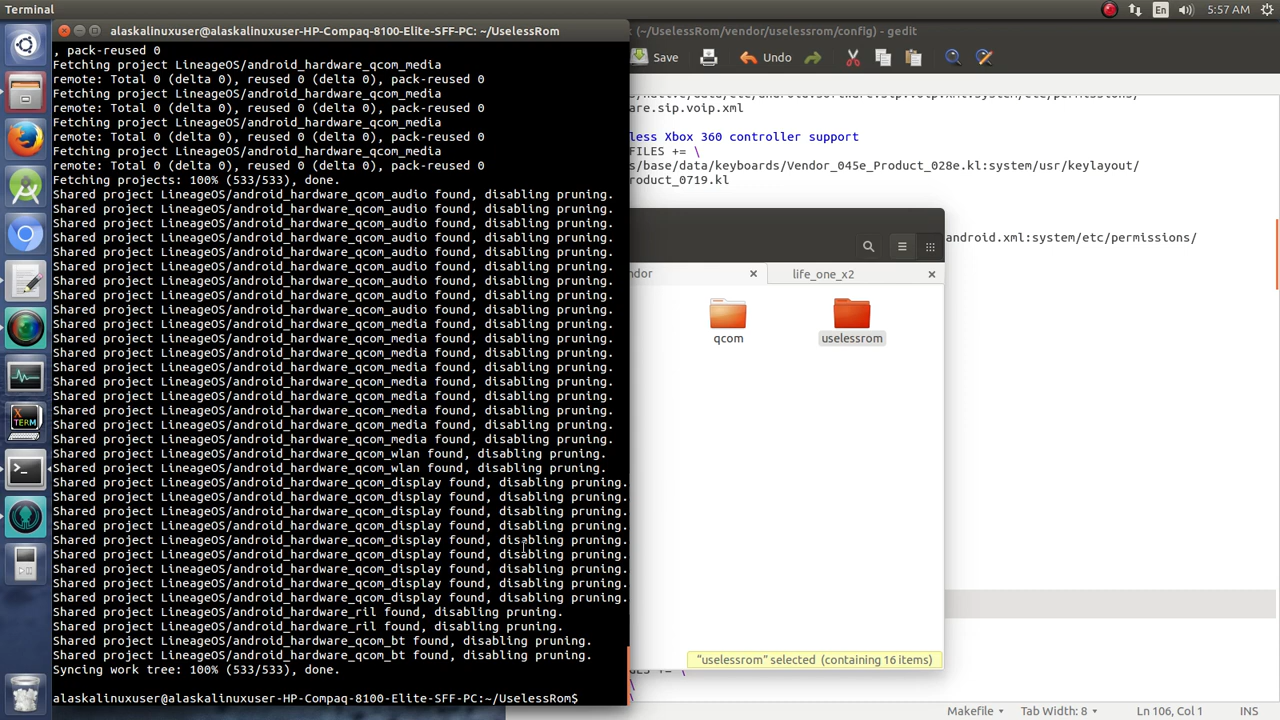 Terminal
En
5:57 AM
alaskalinuxuser@alaskalinuxuser-HP-Compaq-8100-Elite-SFF-PC: ~/UselessRom
, pack-reused 0
Fetching project LineageOS/android_hardware_qcom_media
remote: Total 0 (delta 0), reused 0 (delta 0), pack-reused 0
Fetching project LineageOS/android_hardware_qcom_media
remote: Total 0 (delta 0), reused 0 (delta 0), pack-reused 0
Fetching project LineageOS/android_hardware_qcom_media
remote: Total 0 (delta 0), reused 0 (delta 0), pack-reused 0
Fetching project LineageOS/android_hardware_qcom_media
remote: Total 0 (delta 0), reused 0 (delta 0), pack-reused 0
Fetching projects: 100% (533/533), done.
Shared project LineageOS/android_hardware_qcom_audio found, disabling pruning.
Shared project LineageOS/android_hardware_qcom_audio found, disabling pruning.
Shared project LineageOS/android_hardware_qcom_audio found, disabling pruning.
Shared project LineageOS/android_hardware_qcom_audio found, disabling pruning.
Shared project LineageOS/android_hardware_qcom_audio found, disabling pruning.
Shared project LineageOS/android_hardware_qcom_audio found, disabling pruning.
Shared project LineageOS/android_hardware_qcom_audio found, disabling pruning.
Shared project LineageOS/android_hardware_qcom_audio found, disabling pruning.
Shared project LineageOS/android_hardware_qcom_audio found, disabling pruning.
Shared project LineageOS/android_hardware_qcom_media found, disabling pruning.
Shared project LineageOS/android_hardware_qcom_media found, disabling pruning.
Shared project LineageOS/android_hardware_qcom_media found, disabling pruning.
Shared project LineageOS/android_hardware_qcom_media found, disabling pruning.
Shared project LineageOS/android_hardware_qcom_media found, disabling pruning.
Shared project LineageOS/android_hardware_qcom_media found, disabling pruning.
Shared project LineageOS/android_hardware_qcom_media found, disabling pruning.
Shared project LineageOS/android_hardware_qcom_media found, disabling pruning.
Shared project LineageOS/android_hardware_qcom_media found, disabling pruning.
Shared project LineageOS/android_hardware_qcom_wlan found, disabling pruning.
Shared project LineageOS/android_hardware_qcom_wlan found, disabling pruning.
Shared project LineageOS/android_hardware_qcom_display found, disabling pruning.
Shared project LineageOS/android_hardware_qcom_display found, disabling pruning.
Shared project LineageOS/android_hardware_qcom_display found, disabling pruning.
Shared project LineageOS/android_hardware_qcom_display found, disabling pruning.
Shared project LineageOS/android_hardware_qcom_display found, disabling pruning.
Shared project LineageOS/android_hardware_qcom_display found, disabling pruning.
Shared project LineageOS/android_hardware_qcom_display found, disabling pruning.
Shared project LineageOS/android_hardware_qcom_display found, disabling pruning.
Shared project LineageOS/android_hardware_qcom_display found, disabling pruning.
Shared project LineageOS/android_hardware_ril found, disabling pruning.
Shared project LineageOS/android_hardware_ril found, disabling pruning.
Shared project LineageOS/android_hardware_qcom_bt found, disabling pruning.
Shared project LineageOS/android_hardware_qcom_bt found, disabling pruning.
Syncing work tree: 100% (533/533), done.
alaskalinuxuser@alaskalinuxuser-HP-Compaq-8100-Elite-SFF-PC:~/UselessRom$
(~/UselessRom/vendor/uselessrom/config) - gedit
Save
Undo
are.sip.voip.xml
less Xbox 360 controller support
FILES += \
s/base/data/keyboards/Vendor_045e_Product_028e.kl:system/usr/keylayout/
roduct_0719.kl
android.xml:system/etc/permissions/
ndor
life_one_x2
qcom
uselessrom
"uselessrom" selected (containing 16 items)
Makefile
Tab Width: 8
Ln 106, Col 1
INS
XTERM